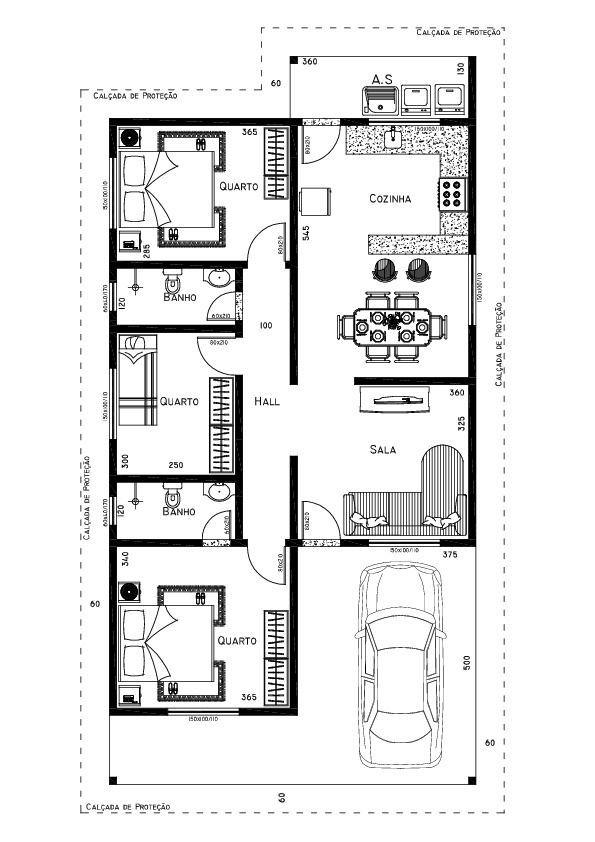 Calçada de Proteção
360
60
130
A.S
Calçada de Proteção
150X100/110
365
80X210
Quarto
Cozinha
150X100/110
545
285
80X210
60X40/170
120
Banho
60X210
100
150X100/110
Calçada de Proteção
80X210
150X100/110
Quarto
Hall
360
325
Sala
300
250
Calçada de Proteção
60X40/170
120
Banho
60X210
80X210
150X100/110
375
340
80X210
60
Quarto
500
365
150X100/110
60
60
Calçada de Proteção